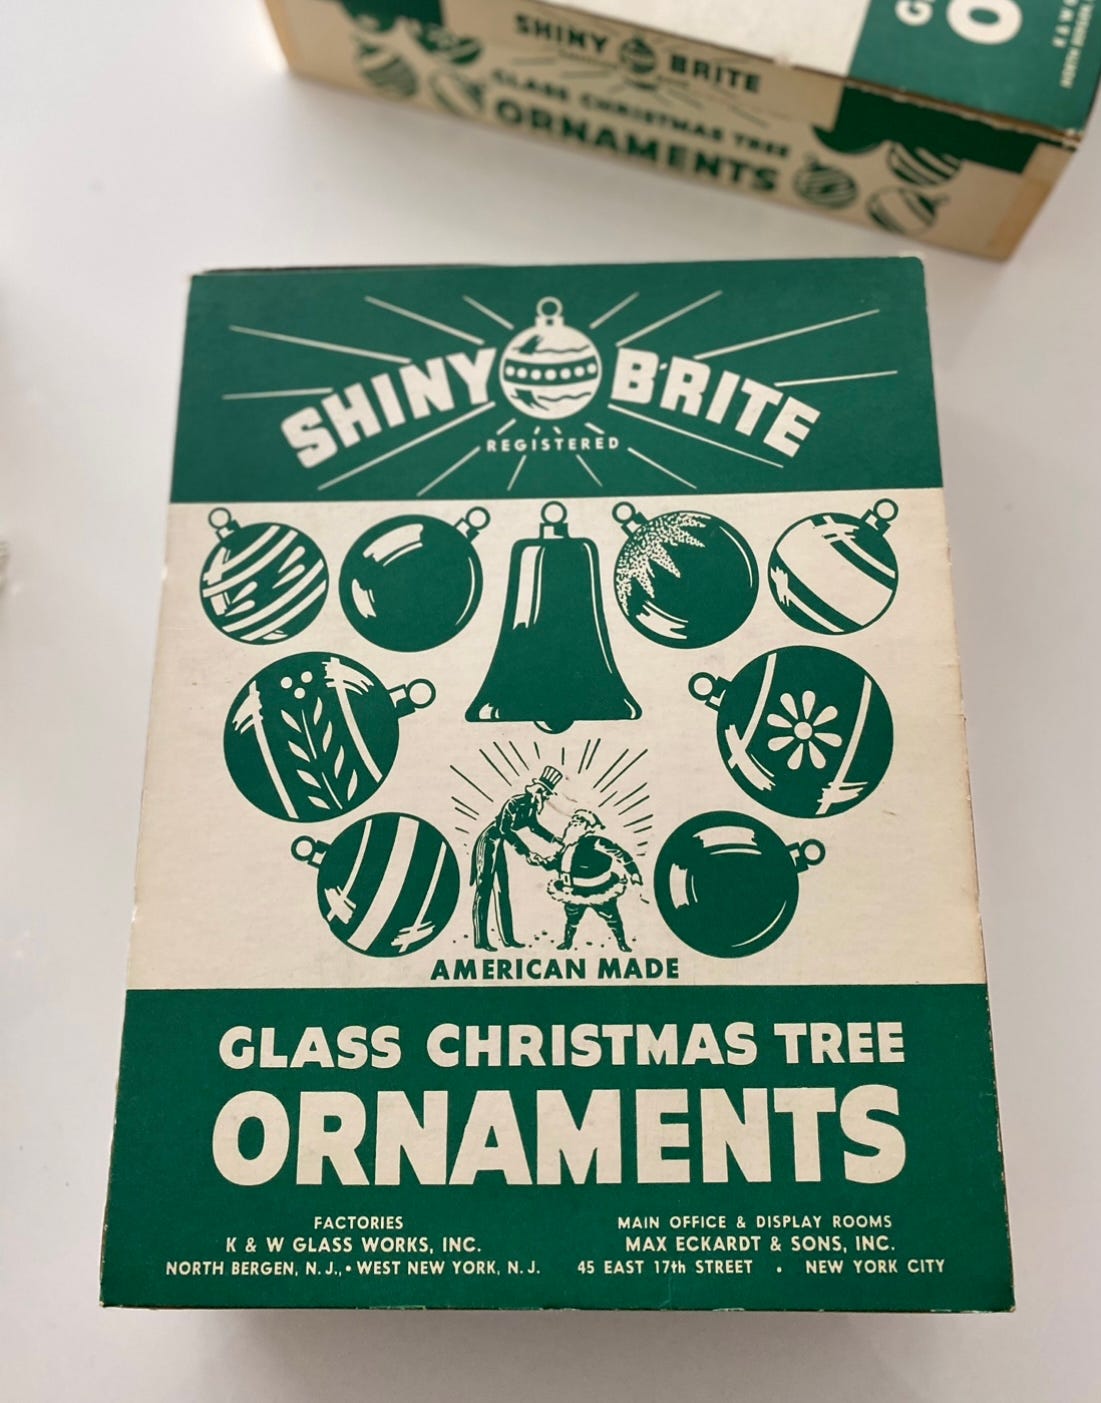 SHINY BRITE
GLASS CHRISTMAS TREE
ORNAMENTS
SHINY BRITE
REGISTERED
AMERICAN MADE
GLASS CHRISTMAS TREE
ORNAMENTS
FACTORIES
K & W GLASS WORKS, INC.
NORTH BERGEN, N. J., • WEST NEW YORK, N. J.
MAIN OFFICE & DISPLAY ROOMS
MAX ECKARDT & SONS, INC.
45 EAST 17th STREET • NEW YORK CITY